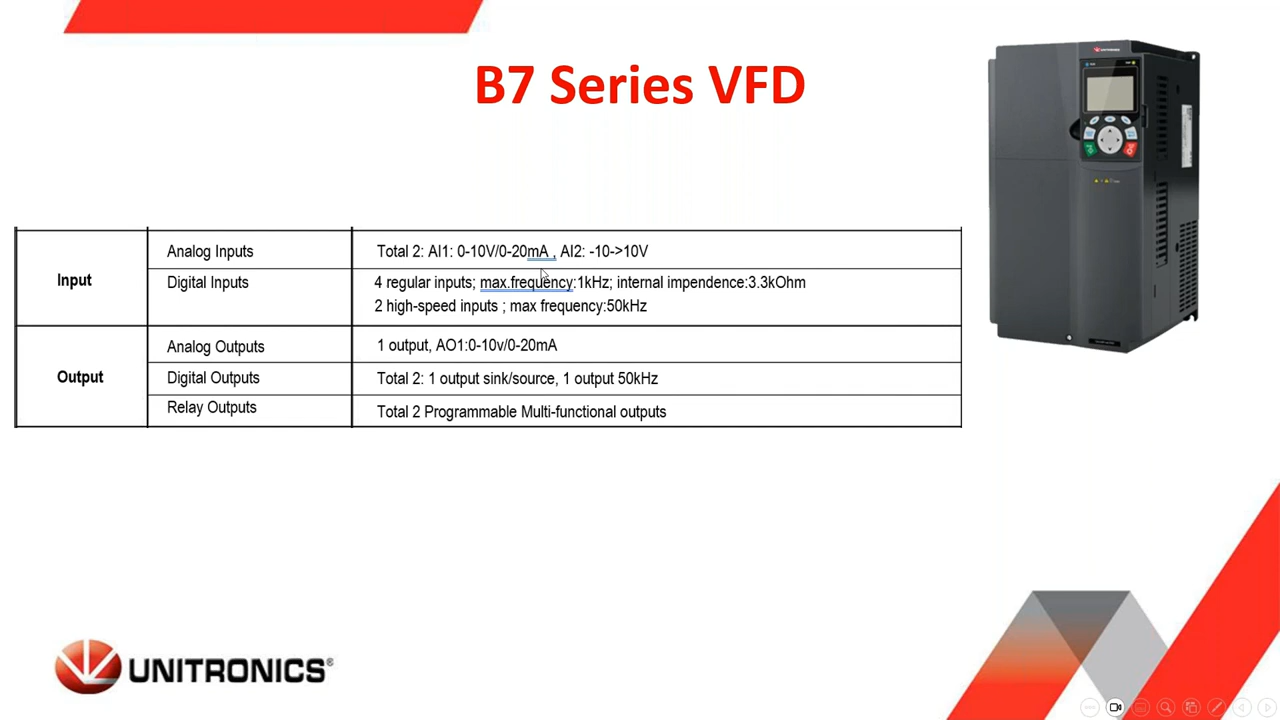 B7 Series VFD
UNITRONICS
Input
Analog Inputs
Total 2: AI1: 0-10V/0-20mA , AI2: -10->10V
Digital Inputs
4 regular inputs; max.frequency:1kHz; internal impendence:3.3kOhm
2 high-speed inputs ; max frequency:50kHz
Output
Analog Outputs
1 output, AO1:0-10v/0-20mA
Digital Outputs
Total 2: 1 output sink/source, 1 output 50kHz
Relay Outputs
Total 2 Programmable Multi-functional outputs
UNITRONICS®